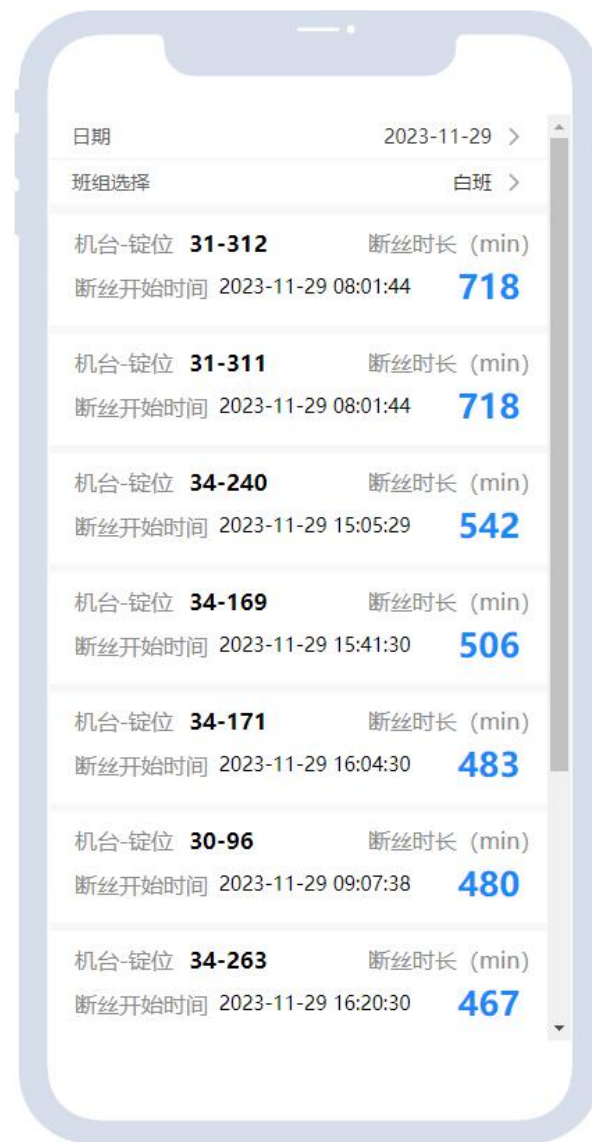 日期 2023-11-29
班组选择 白班
机台-锭位 31-312 断丝时长 (min)
断丝开始时间 2023-11-29 08:01:44 718
机台-锭位 31-311 断丝时长 (min)
断丝开始时间 2023-11-29 08:01:44 718
机台-锭位 34-240 断丝时长 (min)
断丝开始时间 2023-11-29 15:05:29 542
机台-锭位 34-169 断丝时长 (min)
断丝开始时间 2023-11-29 15:41:30 506
机台-锭位 34-171 断丝时长 (min)
断丝开始时间 2023-11-29 16:04:30 483
机台-锭位 30-96 断丝时长 (min)
断丝开始时间 2023-11-29 09:07:38 480
机台-锭位 34-263 断丝时长 (min)
断丝开始时间 2023-11-29 16:20:30 467